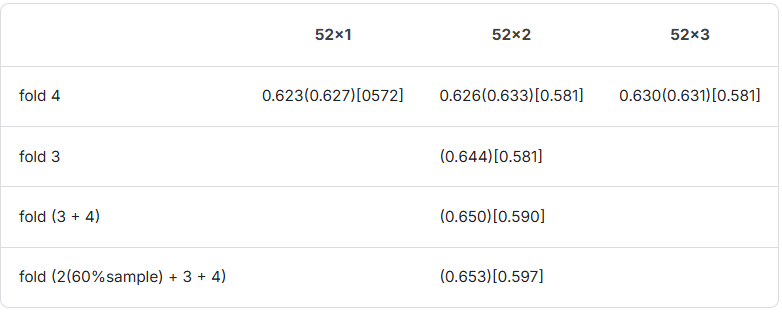 52×1 52×2 52×3
fold 4 0.623(0.627)[0572] 0.626(0.633)[0.581] 0.630(0.631)[0.581]
fold 3 (0.644)[0.581]
fold (3 + 4) (0.650)[0.590]
fold (2(60%sample) + 3 + 4) (0.653)[0.597]